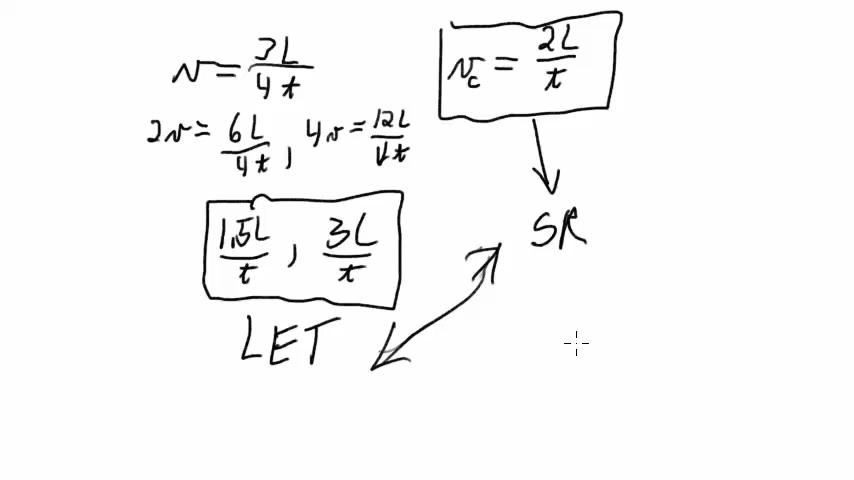 v = 3L/4t
2v = 6L/4t, 4v = 12L/4t
1.5L/t, 3L/t
LET
v_c = 2L/t
SR